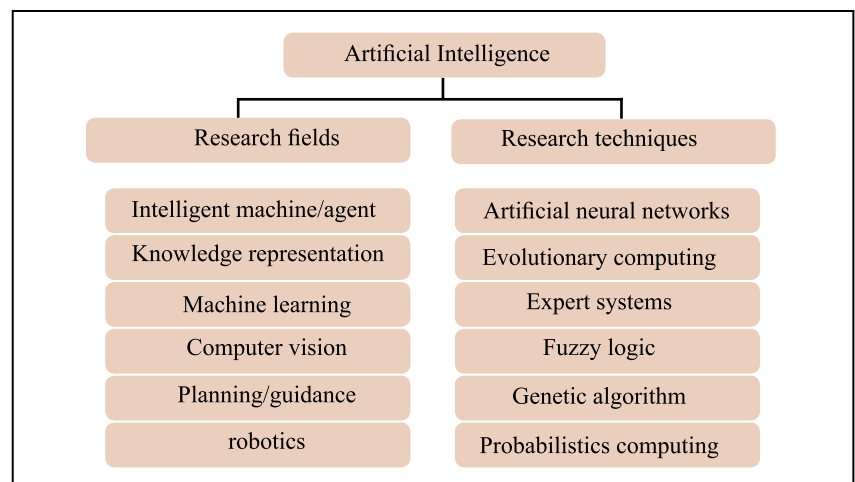 Artificial Intelligence
Research fields
Research techniques
Intelligent machine/agent
Knowledge representation
Machine learning
Computer vision
Planning/guidance
robotics
Artificial neural networks
Evolutionary computing
Expert systems
Fuzzy logic
Genetic algorithm
Probabilistics computing